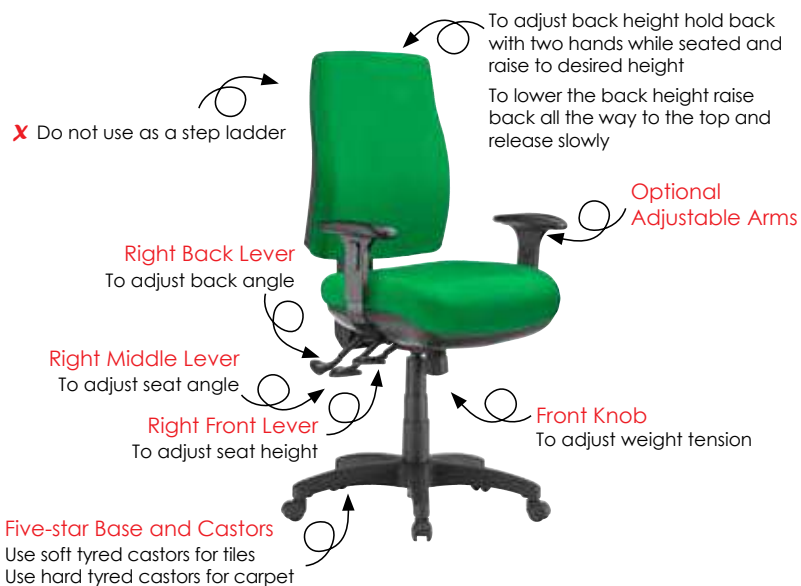 To adjust back height hold back
with two hands while seated and
raise to desired height
To lower the back height raise
back all the way to the top and
release slowly
✗ Do not use as a step ladder
Optional
Adjustable Arms
Right Back Lever
To adjust back angle
Right Middle Lever
To adjust seat angle
Right Front Lever
To adjust seat height
Front Knob
To adjust weight tension
Five-star Base and Castors
Use soft tyred castors for tiles
Use hard tyred castors for carpet